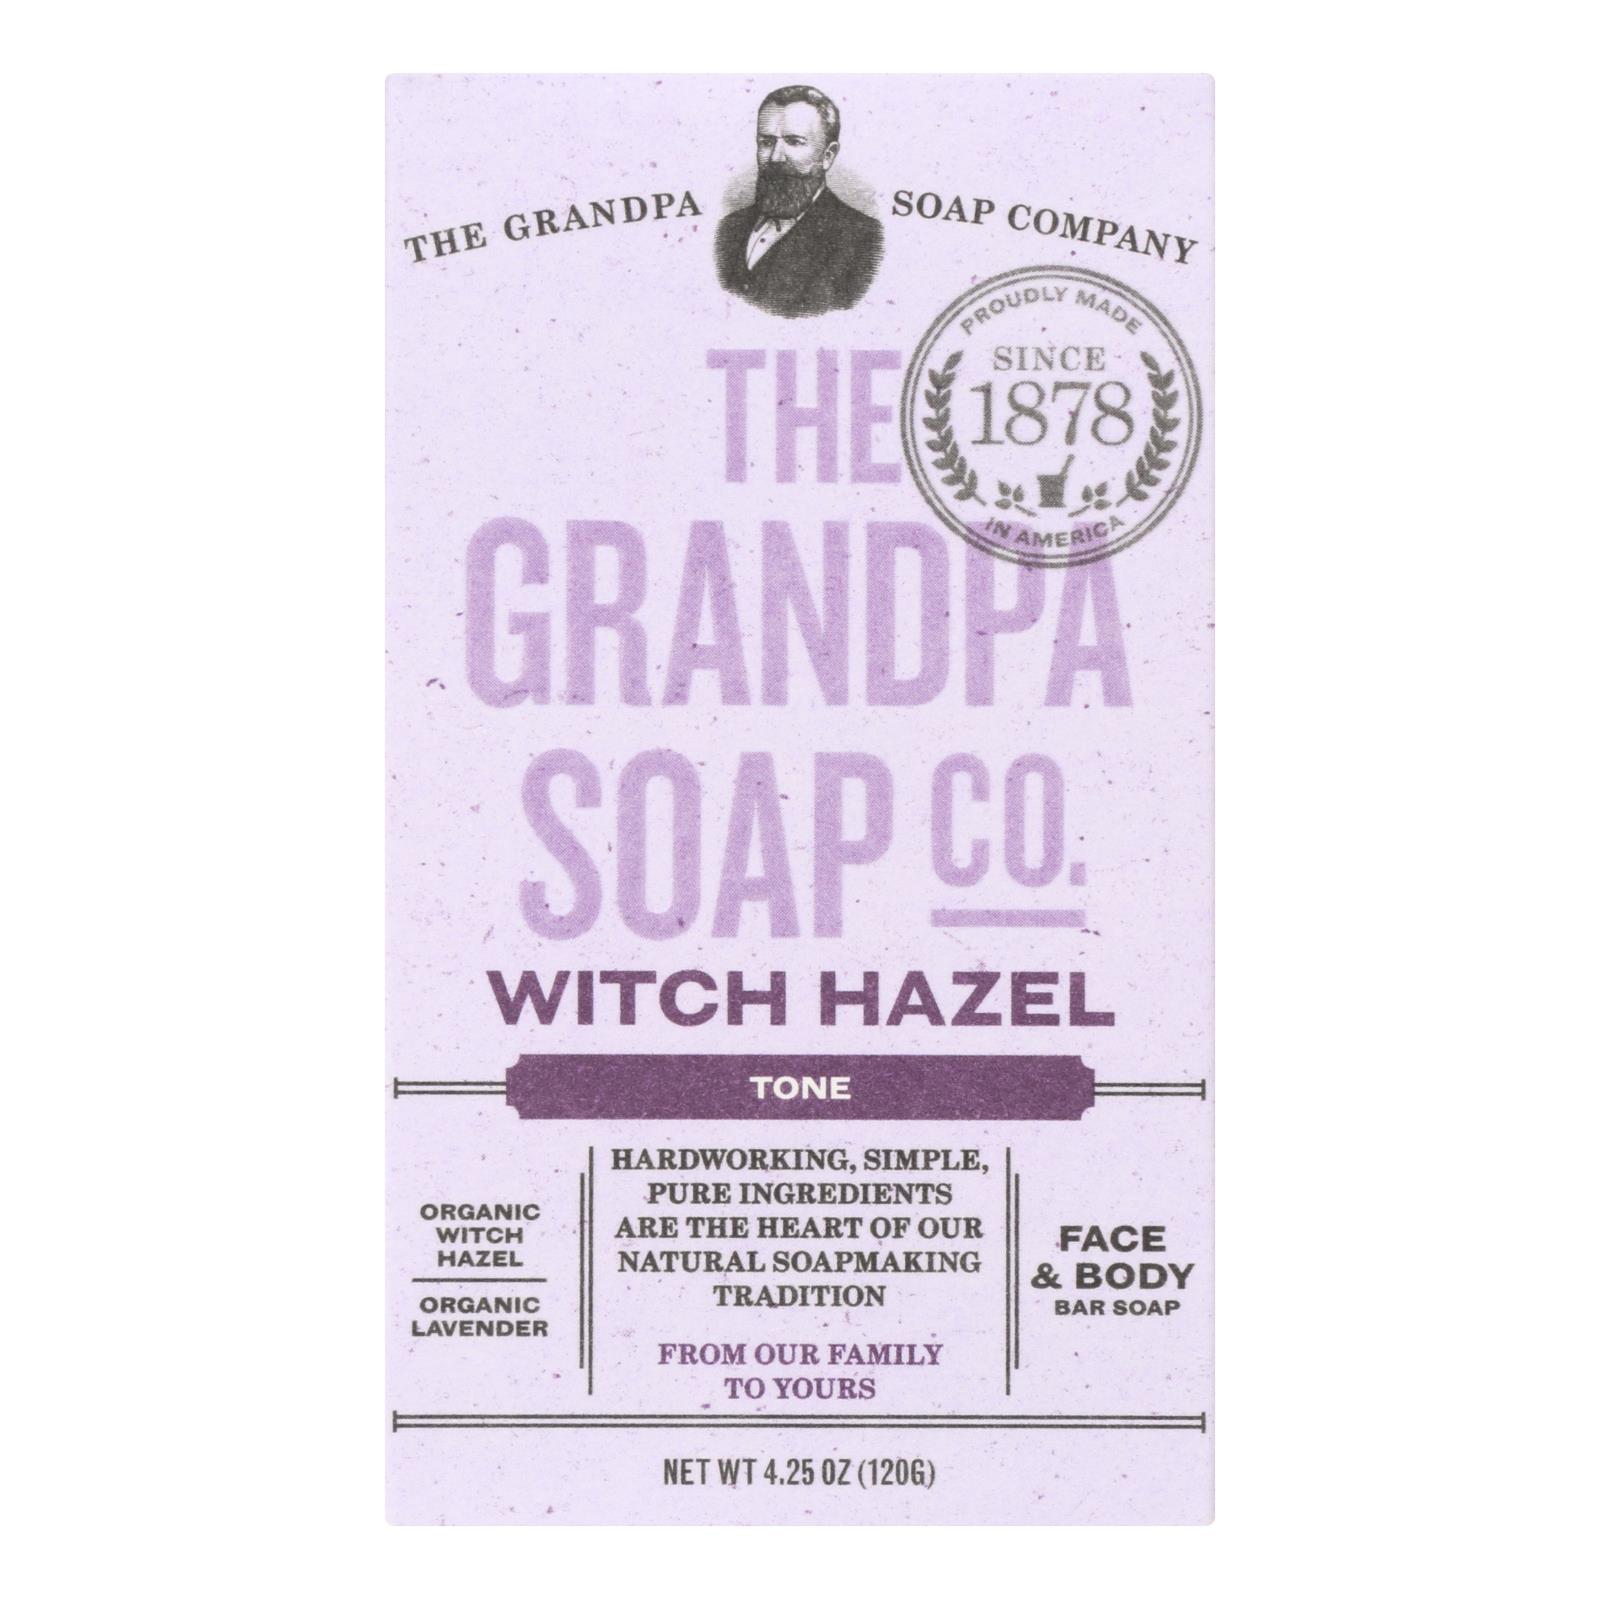 THE GRANDPA SOAP COMPANY
PROUDLY MADE
SINCE
1878
IN AMERICA
THE
GRANDPA
SOAP CO.
WITCH HAZEL
TONE
ORGANIC
WITCH
HAZEL
ORGANIC
LAVENDER
HARDWORKING, SIMPLE,
PURE INGREDIENTS
ARE THE HEART OF OUR
NATURAL SOAPMAKING
TRADITION
FROM OUR FAMILY
TO YOURS
FACE
& BODY
BAR SOAP
NET WT 4.25 OZ (120G)